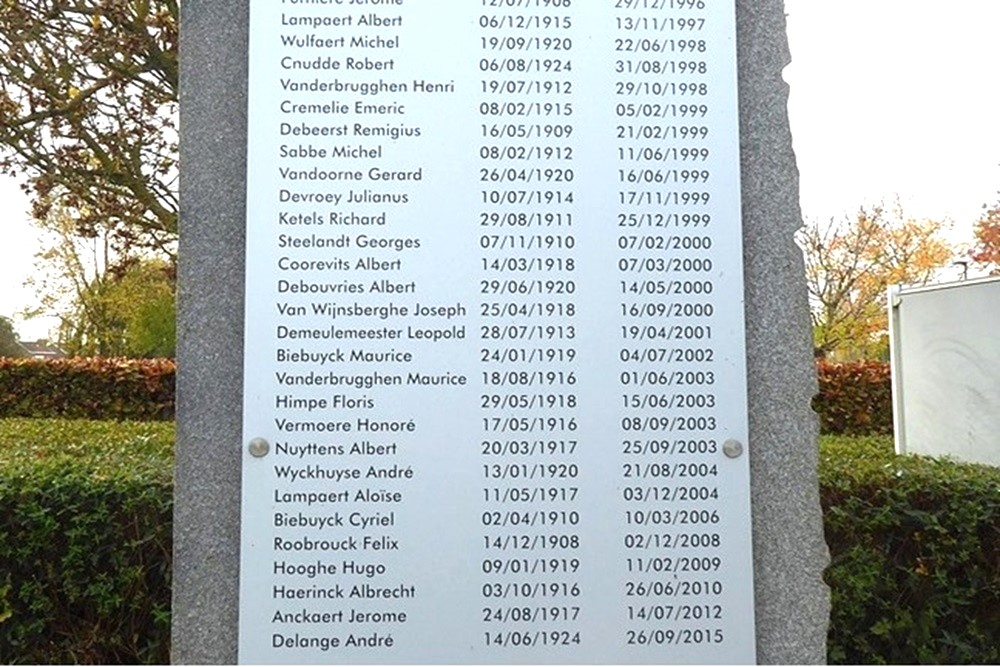 Lampaert Albert 06/12/1915 13/11/1997
Wulfaert Michel 19/09/1920 22/06/1998
Cnudde Robert 06/08/1924 31/08/1998
Vanderbrugghen Henri 19/07/1912 29/10/1998
Cremelie Emeric 08/02/1915 05/02/1999
Debeerst Remigius 16/05/1909 21/02/1999
Sabbe Michel 08/02/1912 11/06/1999
Vandoorne Gerard 26/04/1920 16/06/1999
Devroey Julianus 10/07/1914 17/11/1999
Ketels Richard 29/08/1911 25/12/1999
Steelandt Georges 07/11/1910 07/02/2000
Coorevits Albert 14/03/1918 07/03/2000
Debouvries Albert 29/06/1920 14/05/2000
Van Wijnsberghe Joseph 25/04/1918 16/09/2000
Demeulemeester Leopold 28/07/1913 19/04/2001
Biebuyck Maurice 24/01/1919 04/07/2002
Vanderbrugghen Maurice 18/08/1916 01/06/2003
Himpe Floris 29/05/1918 15/06/2003
Vermoere Honoré 17/05/1916 08/09/2003
Nuyttens Albert 20/03/1917 25/09/2003
Wyckhuyse André 13/01/1920 21/08/2004
Lampaert Aloïse 11/05/1917 03/12/2004
Biebuyck Cyriel 02/04/1910 10/03/2006
Roobrouck Felix 14/12/1908 02/12/2008
Hooghe Hugo 09/01/1919 11/02/2009
Haerinck Albrecht 03/10/1916 26/06/2010
Anckaert Jerome 24/08/1917 14/07/2012
Delange André 14/06/1924 26/09/2015